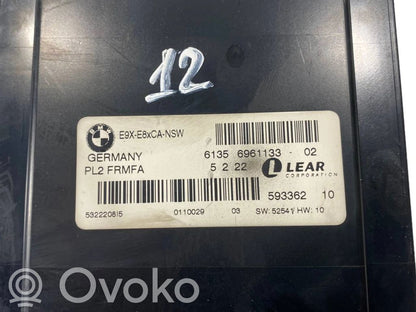 12
BMW
E9X-E8xCA-NSW
GERMANY 6135 6961133 - 02
PL2 FRMFA 5 2 22 LEAR
CORPORATION
593362 10
532220815 0110029 03 SW: 52541 HW: 10
Ovoko